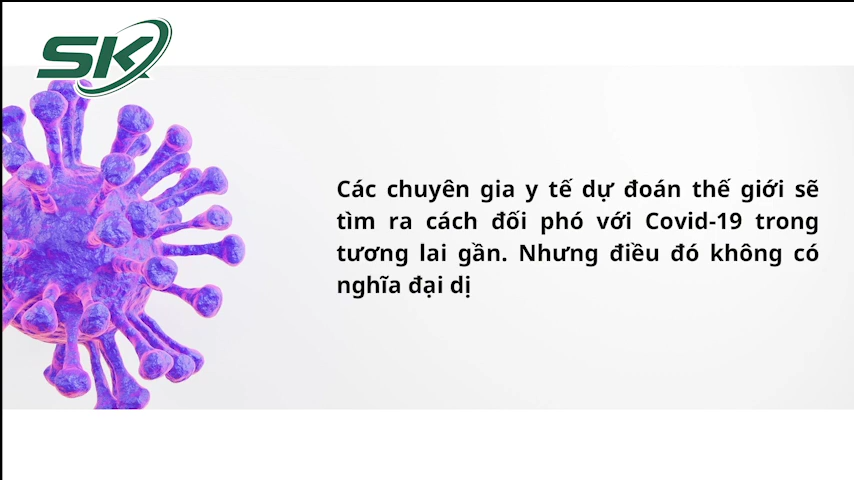 SK
Các chuyên gia y tế dự đoán thế giới sẽ
tìm ra cách đối phó với Covid-19 trong
tương lai gần. Nhưng điều đó không có
nghĩa đại dị